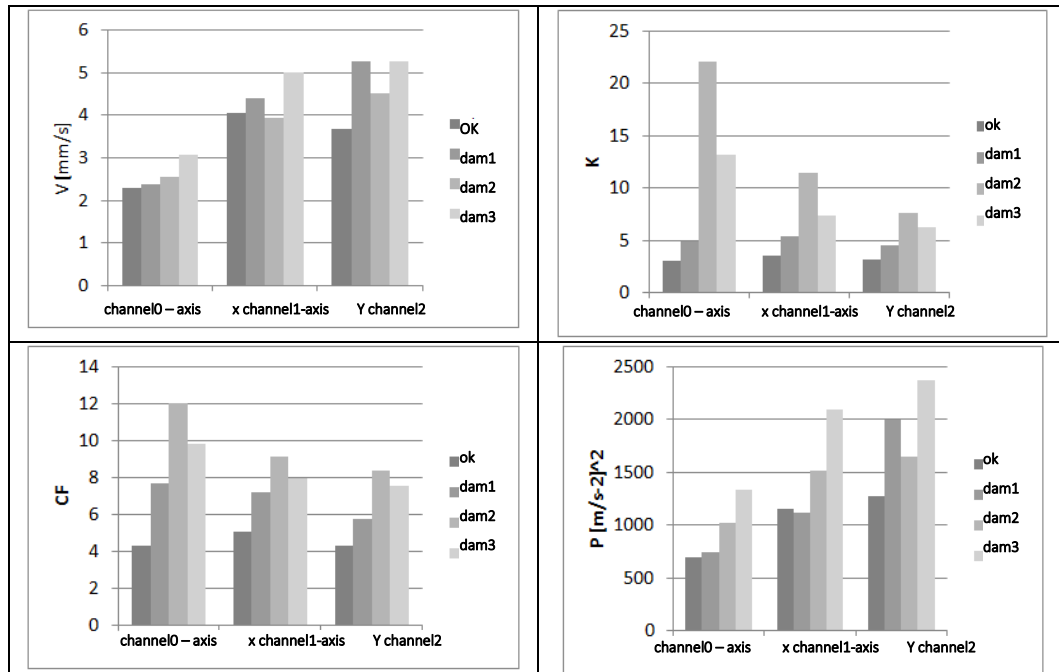 6
5
4
3
2
1
0
V [mm/s]
channel0 – axis x channel1-axis Y channel2
OK
dam1
dam2
dam3
25
20
15
10
5
0
K
channel0 – axis x channel1-axis Y channel2
ok
dam1
dam2
dam3
14
12
10
8
6
4
2
0
CF
channel0 – axis x channel1-axis Y channel2
ok
dam1
dam2
dam3
2500
2000
1500
1000
500
0
P [m/s-2]^2
channel0 – axis x channel1-axis Y channel2
ok
dam1
dam2
dam3